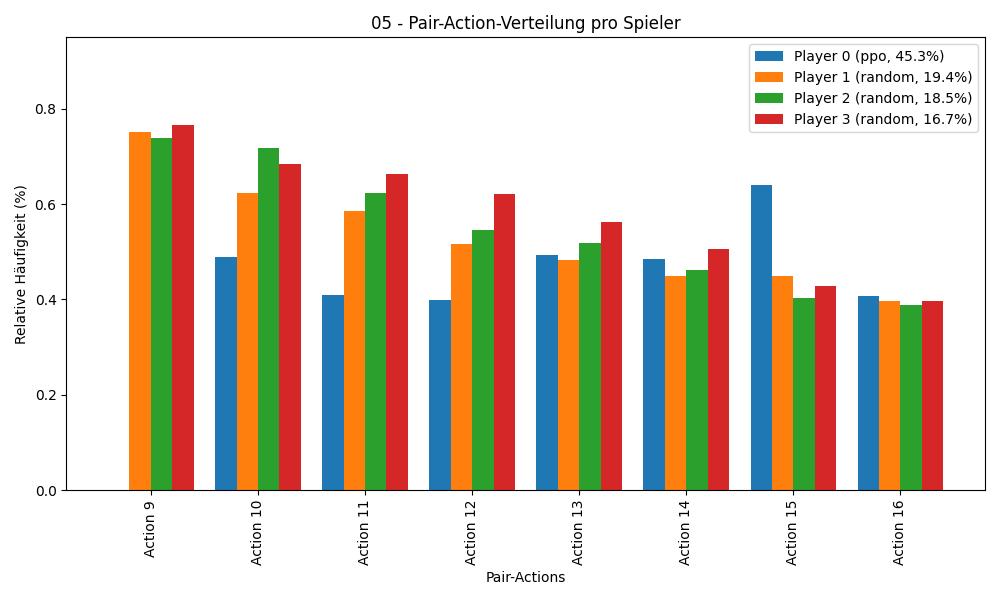 05 - Pair-Action-Verteilung pro Spieler
Player 0 (ppo, 45.3%)
Player 1 (random, 19.4%)
Player 2 (random, 18.5%)
Player 3 (random, 16.7%)
Relative Häufigkeit (%)
0.8
0.6
0.4
0.2
0.0
Action 9
Action 10
Action 11
Action 12
Action 13
Action 14
Action 15
Action 16
Pair-Actions